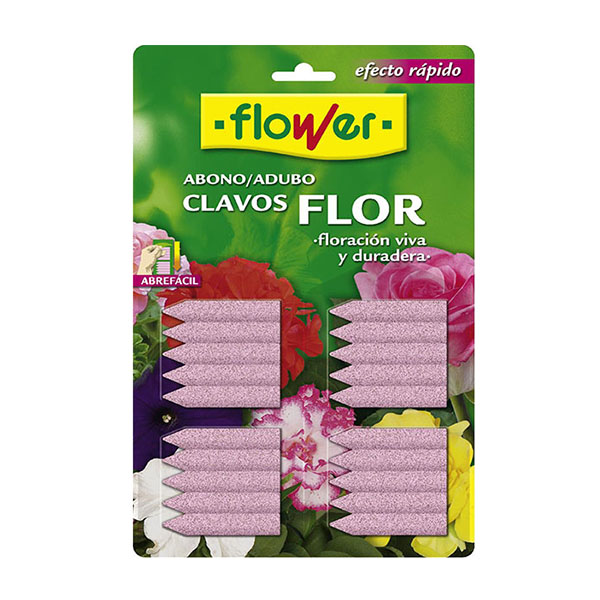 efecto rápido
·flower·
ABONO/ADUBO
CLAVOS FLOR
·floración viva
y duradera·
ABREFÁCIL